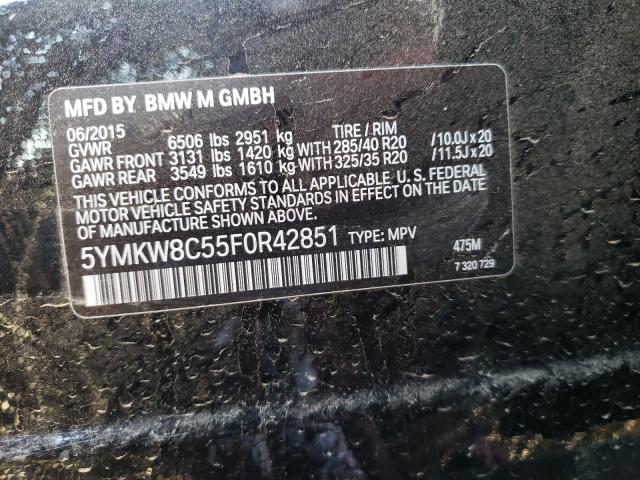 MFD BY BMW M GMBH
06/2015 TIRE / RIM
GVWR 6506 lbs 2951 kg
GAWR FRONT 3131 lbs 1420 kg WITH 285/40 R20 /10.0J x 20
GAWR REAR 3549 lbs 1610 kg WITH 325/35 R20 /11.5J x 20
THIS VEHICLE CONFORMS TO ALL APPLICABLE U.S. FEDERAL
MOTOR VEHICLE SAFETY STANDARDS IN EFFECT ON THE DATE
OF MANUFACTURE SHOWN ABOVE.
5YMKW8C55F0R42851 TYPE: MPV 475M
7 320 729